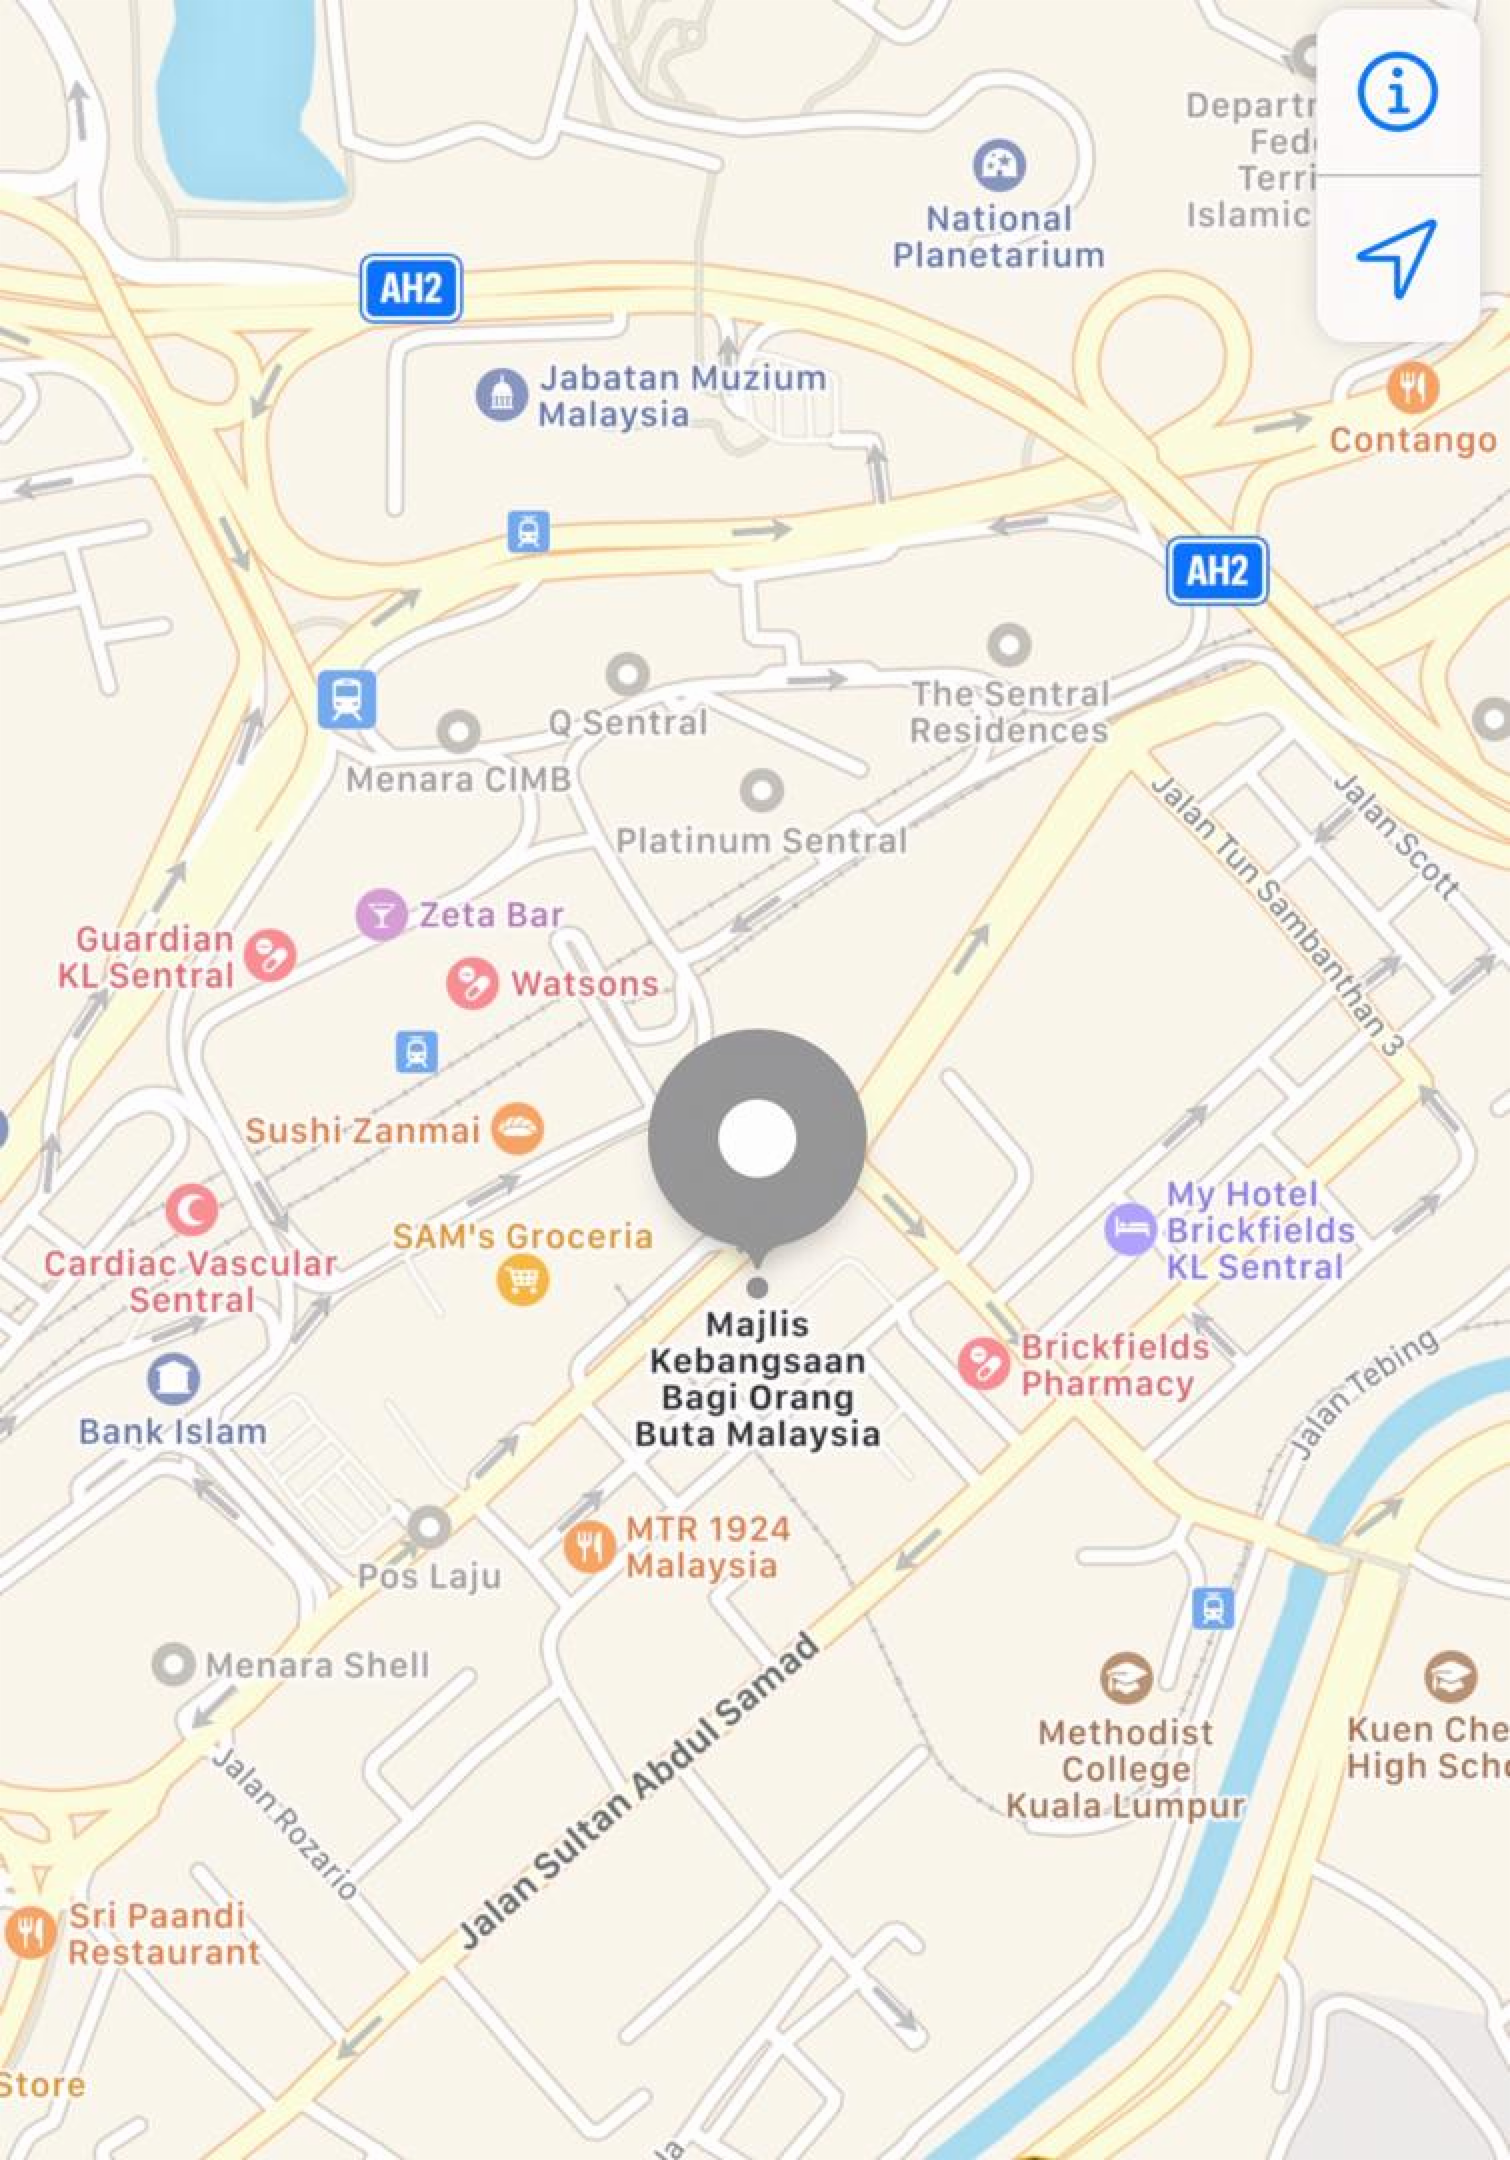 Departr
Fed
Terri
Islamic
National
Planetarium
AH2
Jabatan Muzium
Malaysia
Contango
AH2
The Sentral
Residences
Q Sentral
Menara CIMB
Platinum Sentral
Jalan Scott
Jalan Tun Sambanthan 3
Zeta Bar
Guardian
KL Sentral
Watsons
Sushi Zanmai
My Hotel
Brickfields
KL Sentral
SAM's Groceria
Cardiac Vascular
Sentral
Majlis
Kebangsaan
Bagi Orang
Buta Malaysia
Brickfields
Pharmacy
Jalan Tebing
Bank Islam
MTR 1924
Malaysia
Pos Laju
Menara Shell
Jalan Sultan Abdul Samad
Methodist
College
Kuala Lumpur
Kuen Che
High Scho
Jalan Rozario
Sri Paandi
Restaurant
Store
la